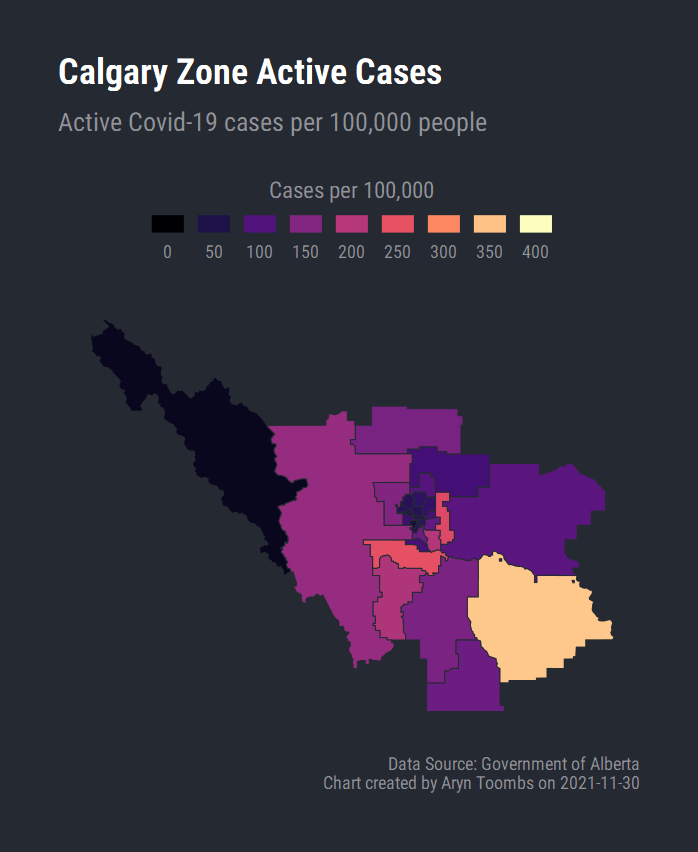 Calgary Zone Active Cases
Active Covid-19 cases per 100,000 people
Cases per 100,000
0 50 100 150 200 250 300 350 400
Data Source: Government of Alberta
Chart created by Aryn Toombs on 2021-11-30